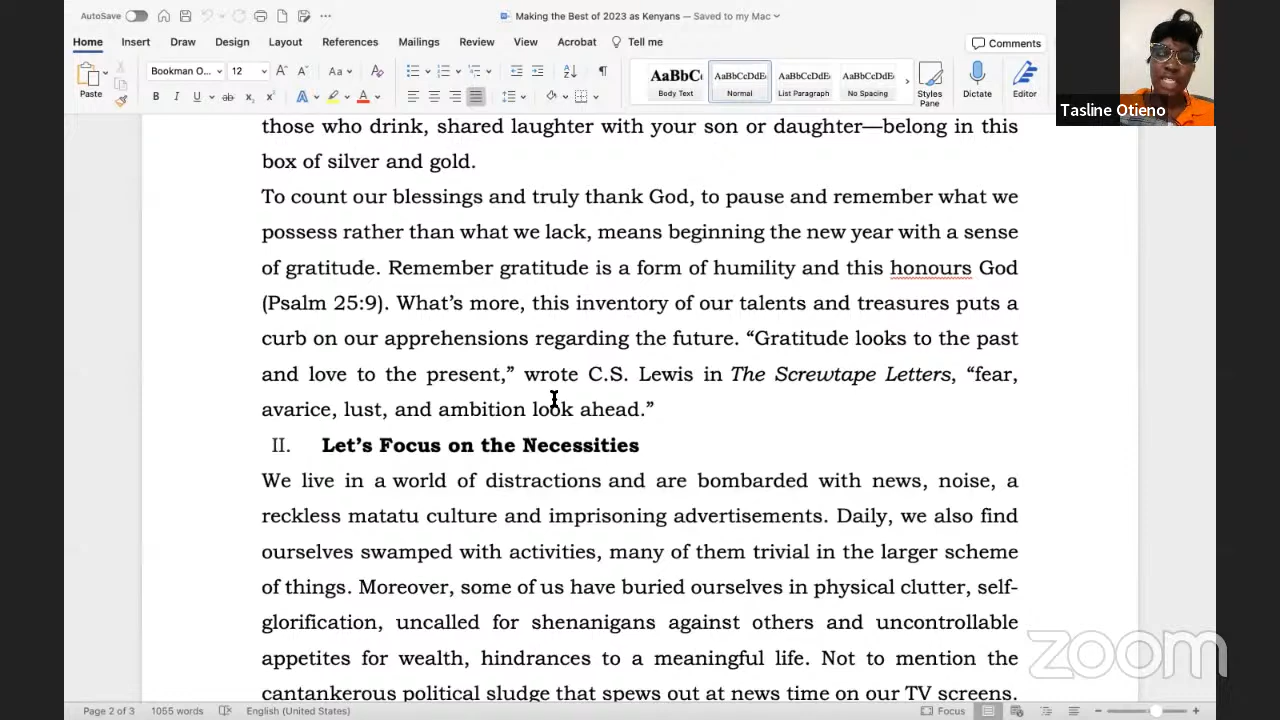 AutoSave
Making the Best of 2023 as Kenyans — Saved to my Mac
Home Insert Draw Design Layout References Mailings Review View Acrobat Tell me
Comments
Paste
Bookman O... 12
Aa
B I U ab x₂ x² A A
AaBbC AaBbCcDdE AaBbCcDdE AaBbCcDdE
Body Text Normal List Paragraph No Spacing
Styles Pane
Dictate
Editor
Tasline Otieno
those who drink, shared laughter with your son or daughter—belong in this
box of silver and gold.
To count our blessings and truly thank God, to pause and remember what we
possess rather than what we lack, means beginning the new year with a sense
of gratitude. Remember gratitude is a form of humility and this honours God
(Psalm 25:9). What’s more, this inventory of our talents and treasures puts a
curb on our apprehensions regarding the future. “Gratitude looks to the past
and love to the present,” wrote C.S. Lewis in The Screwtape Letters, “fear,
avarice, lust, and ambition look ahead.”
II. Let’s Focus on the Necessities
We live in a world of distractions and are bombarded with news, noise, a
reckless matatu culture and imprisoning advertisements. Daily, we also find
ourselves swamped with activities, many of them trivial in the larger scheme
of things. Moreover, some of us have buried ourselves in physical clutter, self-
glorification, uncalled for shenanigans against others and uncontrollable
appetites for wealth, hindrances to a meaningful life. Not to mention the
cantankerous political sludge that spews out at news time on our TV screens.
zoom
Page 2 of 3 1055 words English (United States) Focus